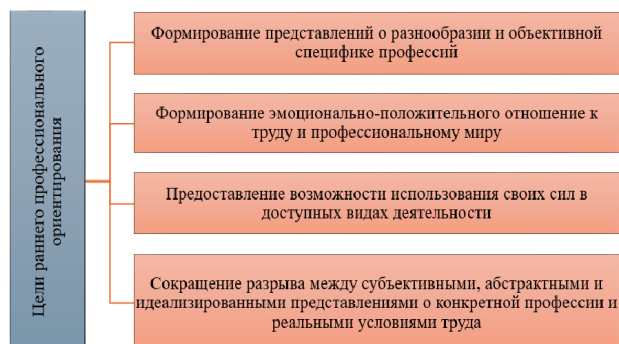 Цели раннего профессионального
ориентирования
Формирование представлений о разнообразии и объективной
специфике профессий
Формирование эмоционально-положительного отношение к
труду и профессиональному миру
Предоставление возможности использования своих сил в
доступных видах деятельности
Сокращение разрыва между субъективными, абстрактными и
идеализированными представлениями о конкретной профессии и
реальными условиями труда